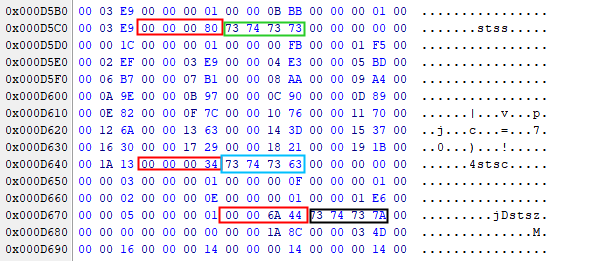 0x000D5B0 00 03 E9 00 00 00 01 00 00 0B BB 00 00 00 01 00 ................
0x000D5C0 00 03 E9 00 00 00 80 73 74 73 73 00 00 00 00 00 .......stss.....
0x000D5D0 00 00 1C 00 00 00 01 00 00 00 FB 00 00 01 F5 00 ................
0x000D5E0 00 02 EF 00 00 03 E9 00 00 04 E3 00 00 05 BD 00 ................
0x000D5F0 00 06 B7 00 00 07 B1 00 00 08 AA 00 00 09 A4 00 ................
0x000D600 00 0A 9E 00 00 0B 97 00 00 0C 90 00 00 0D 89 00 ................
0x000D610 00 0E 82 00 00 0F 7C 00 00 10 76 00 00 11 70 00 ......|...v...p.
0x000D620 00 12 6A 00 00 13 63 00 00 14 3D 00 00 15 37 00 ..j...c...=...7.
0x000D630 00 16 30 00 00 17 29 00 00 18 21 00 00 19 1B 00 ..0...)...!.....
0x000D640 00 1A 13 00 00 00 34 73 74 73 63 00 00 00 00 00 ......4stsc.....
0x000D650 00 00 03 00 00 00 01 00 00 00 0F 00 00 00 01 00 ................
0x000D660 00 00 02 00 00 00 0E 00 00 00 01 00 00 01 E6 00 ................
0x000D670 00 00 05 00 00 00 01 00 00 6A 44 73 74 73 7A 00 .........jDstsz.
0x000D680 00 00 00 00 00 00 00 00 00 1A 8C 00 00 03 4D 00 ..............M.
0x000D690 00 00 16 00 00 00 14 00 00 00 14 00 00 00 14 00 ................